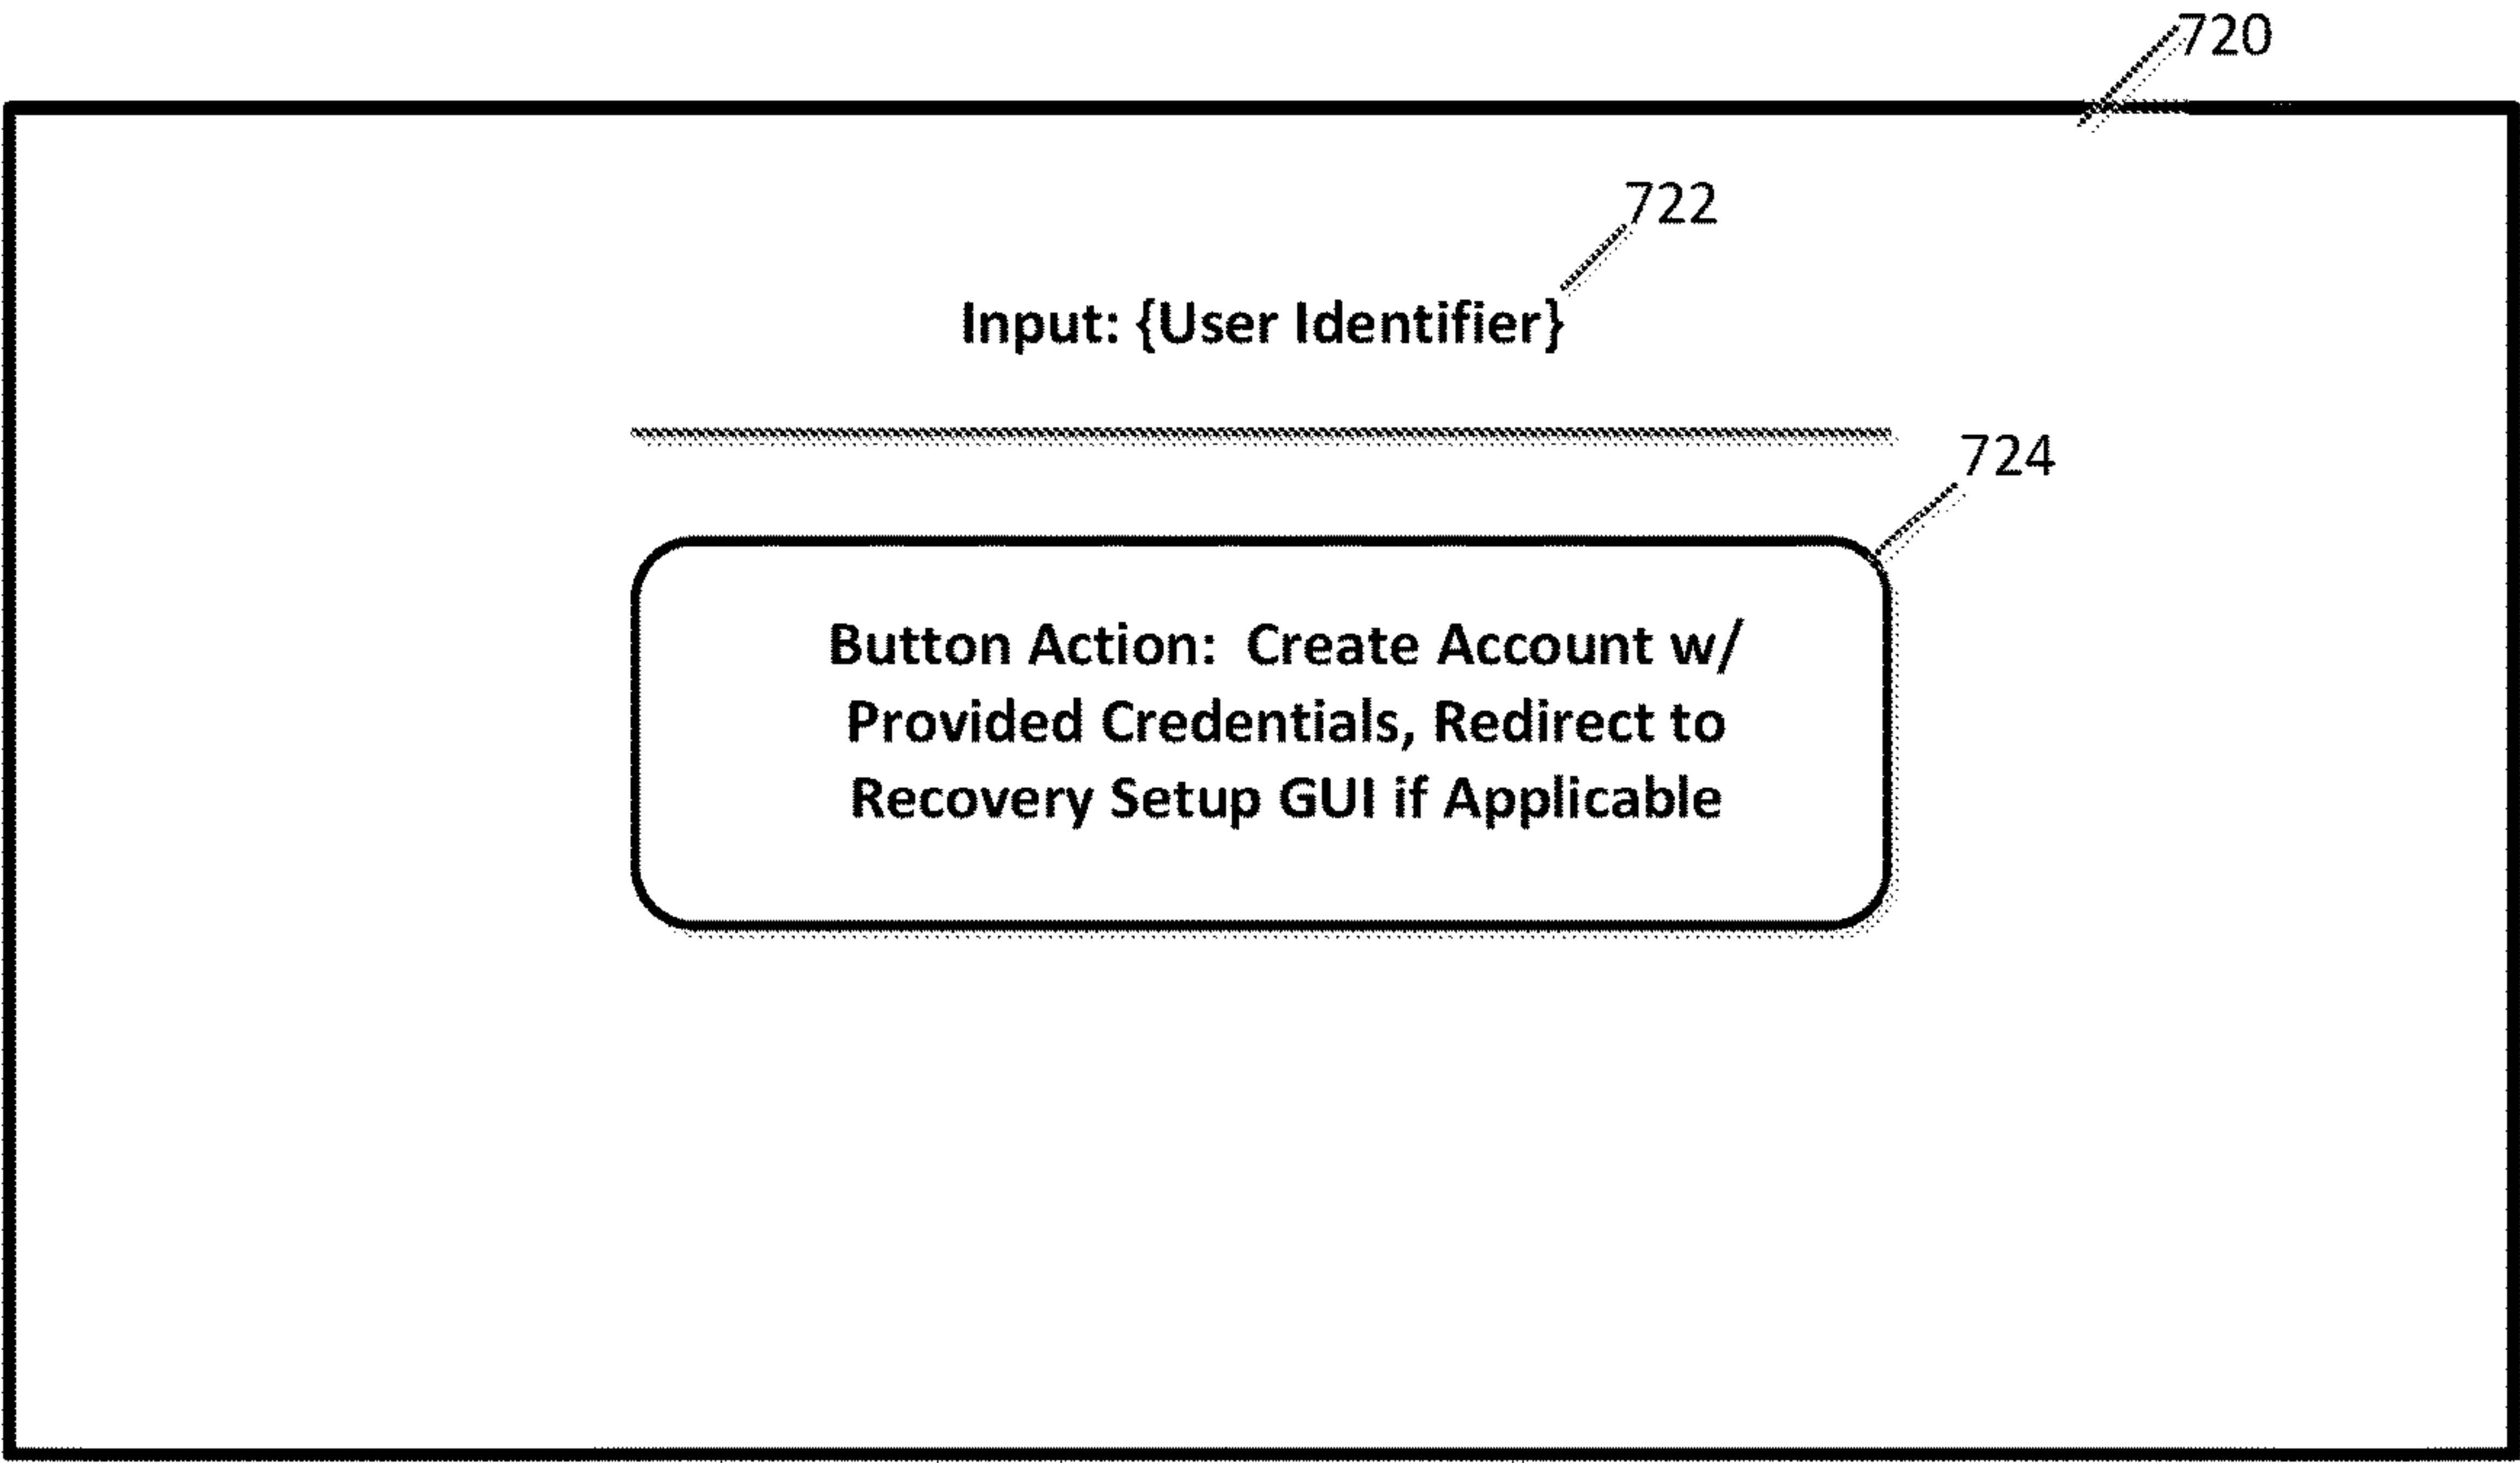 720
722
Input: {User Identifier}
724
Button Action:  Create Account w/
Provided Credentials, Redirect to
Recovery Setup GUI if Applicable